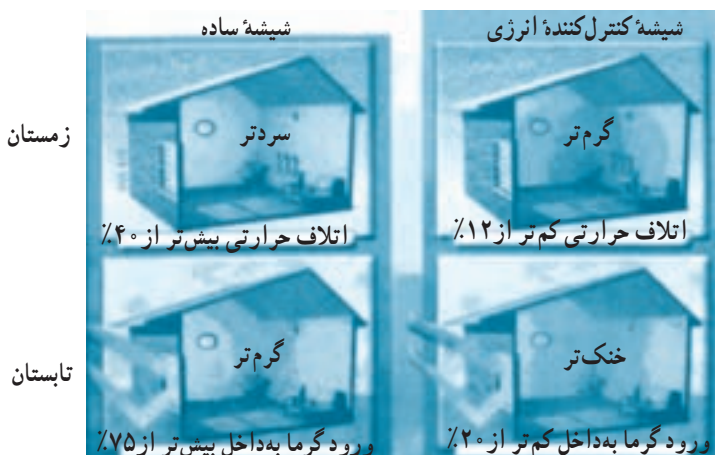 شیشهٔ کنترل‌کنندهٔ انرژی
شیشهٔ ساده
زمستان
گرم‌تر
سردتر
اتلاف حرارتی کم‌تر از ۱۲٪
اتلاف حرارتی بیش‌تر از ۴۰٪
تابستان
خنک‌تر
گرم‌تر
ورود گرما به‌داخل کم‌تر از ۲۰٪
ورود گرما به‌داخل بیش‌تر از ۷۵٪